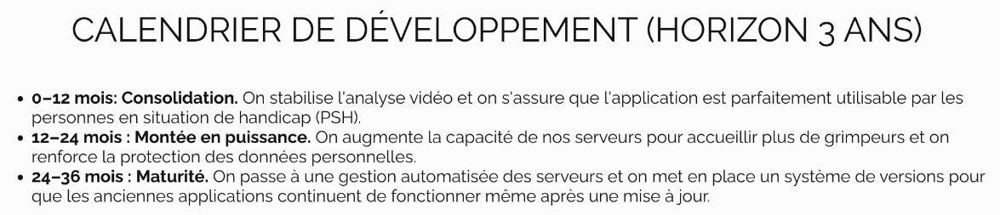 CALENDRIER DE DÉVELOPPEMENT (HORIZON 3 ANS)
• 0–12 mois: Consolidation. On stabilise l'analyse vidéo et on s'assure que l'application est parfaitement utilisable par les
personnes en situation de handicap (PSH).
• 12–24 mois : Montée en puissance. On augmente la capacité de nos serveurs pour accueillir plus de grimpeurs et on
renforce la protection des données personnelles.
• 24–36 mois : Maturité. On passe à une gestion automatisée des serveurs et on met en place un système de versions pour
que les anciennes applications continuent de fonctionner même après une mise à jour.